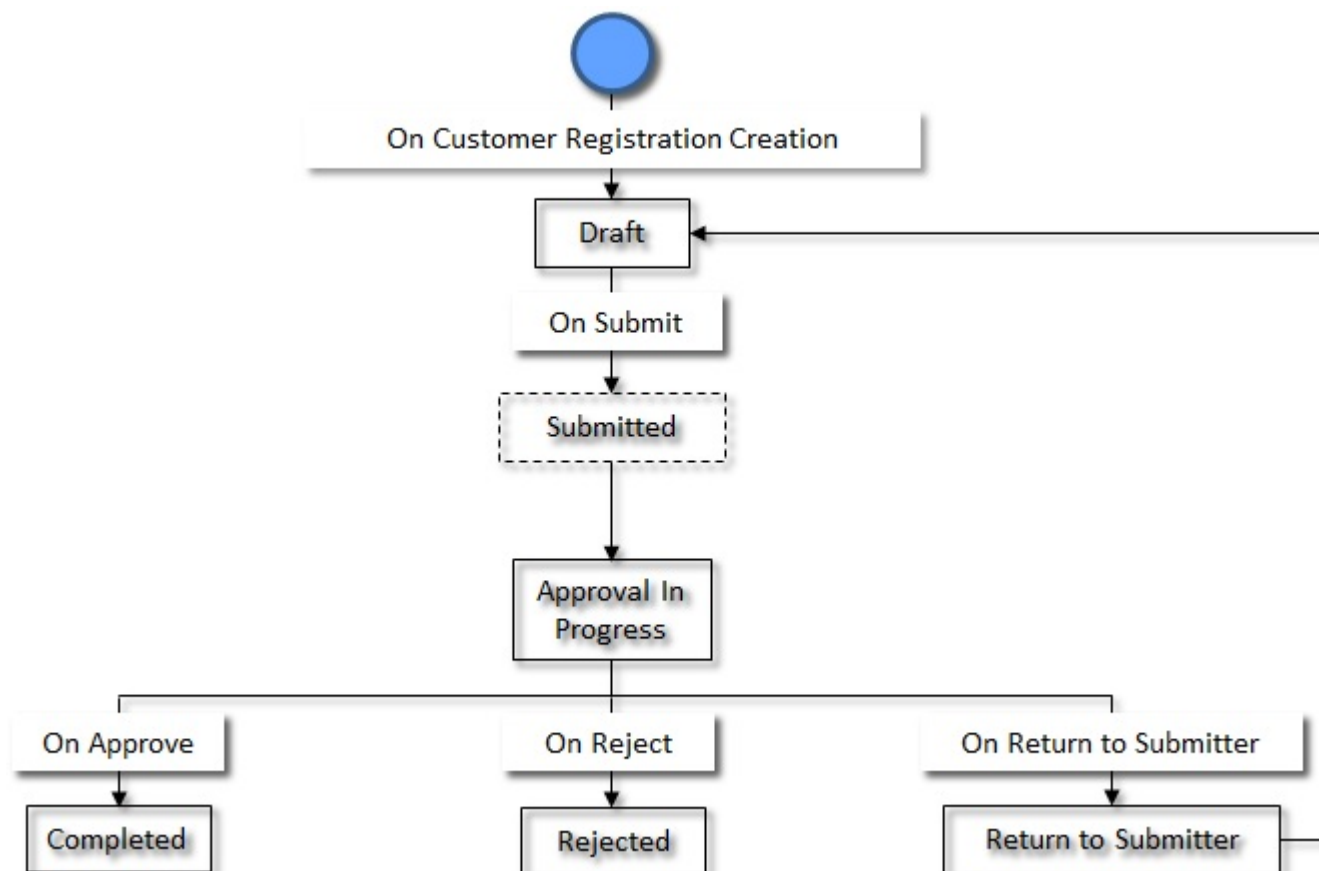 On Customer Registration Creation
Draft
On Submit
Submitted
Approval In
Progress
On Approve
On Reject
On Return to Submitter
Completed
Rejected
Return to Submitter